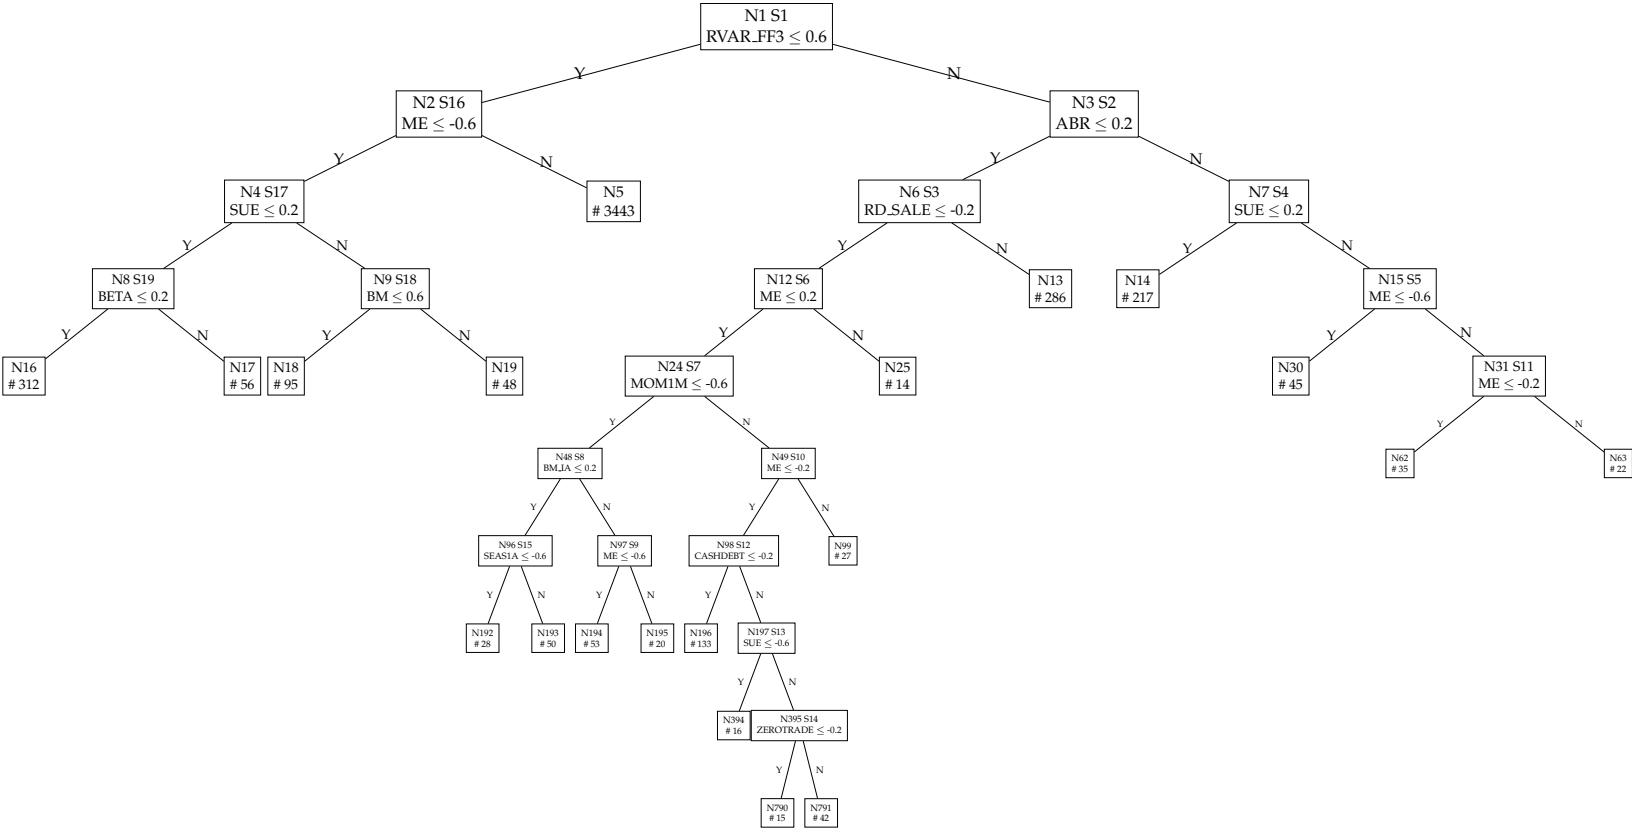 N1 S1
RVAR_FF3 ≤ 0.6
Y
N
N2 S16
ME ≤ -0.6
N3 S2
ABR ≤ 0.2
Y
N
Y
N
N4 S17
SUE ≤ 0.2
N5
# 3443
N6 S3
RD_SALE ≤ -0.2
N7 S4
SUE ≤ 0.2
Y
N
Y
N
Y
N
N8 S19
BETA ≤ 0.2
N9 S18
BM ≤ 0.6
N12 S6
ME ≤ 0.2
N13
# 286
N14
# 217
N15 S5
ME ≤ -0.6
Y
N
Y
N
Y
N
Y
N
N16
# 312
N17
# 56
N18
# 95
N19
# 48
N24 S7
MOM1M ≤ -0.6
N25
# 14
N30
# 45
N31 S11
ME ≤ -0.2
Y
N
Y
N
N48 S8
BM_IA ≤ 0.2
N49 S10
ME ≤ -0.2
N62
# 35
N63
# 22
Y
N
Y
N
N96 S15
SEAS1A ≤ -0.6
N97 S9
ME ≤ -0.6
N98 S12
CASHDEBT ≤ -0.2
N99
# 27
Y
N
Y
N
Y
N
N192
# 28
N193
# 50
N194
# 53
N195
# 20
N196
# 133
N197 S13
SUE ≤ -0.6
Y
N
N394
# 16
N395 S14
ZEROTRADE ≤ -0.2
Y
N
N790
# 15
N791
# 42